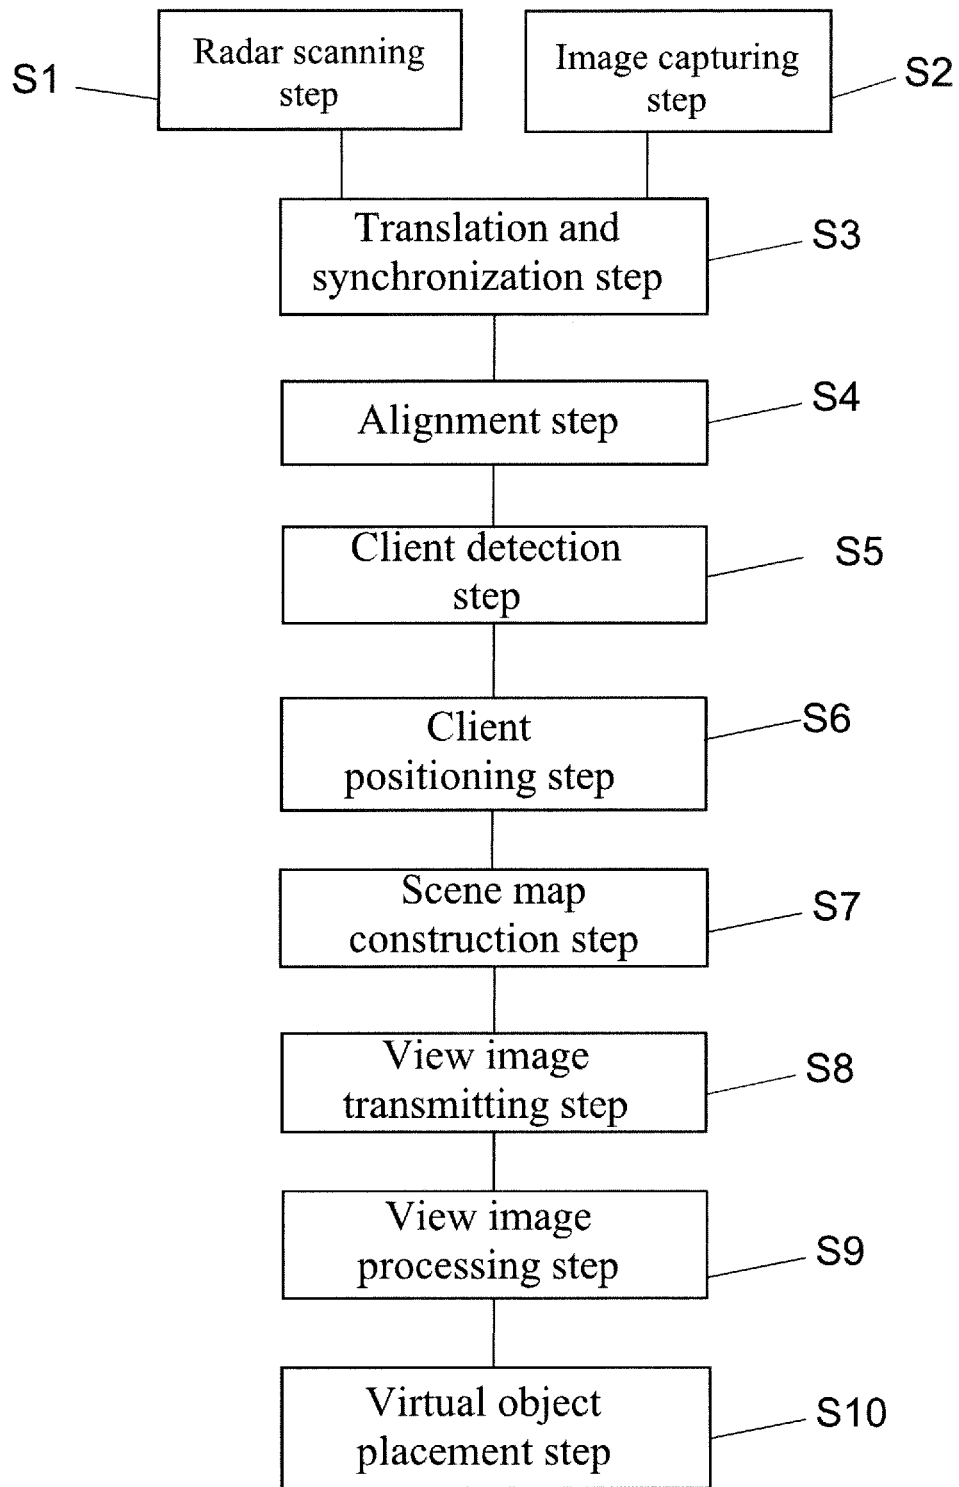 Radar scanning
step
S1
Image capturing
step
S2
Translation and
synchronization step
S3
Alignment step
S4
Client detection
step
S5
Client
positioning step
S6
Scene map
construction step
S7
View image
transmitting step
S8
View image
processing step
S9
Virtual object
placement step
S10